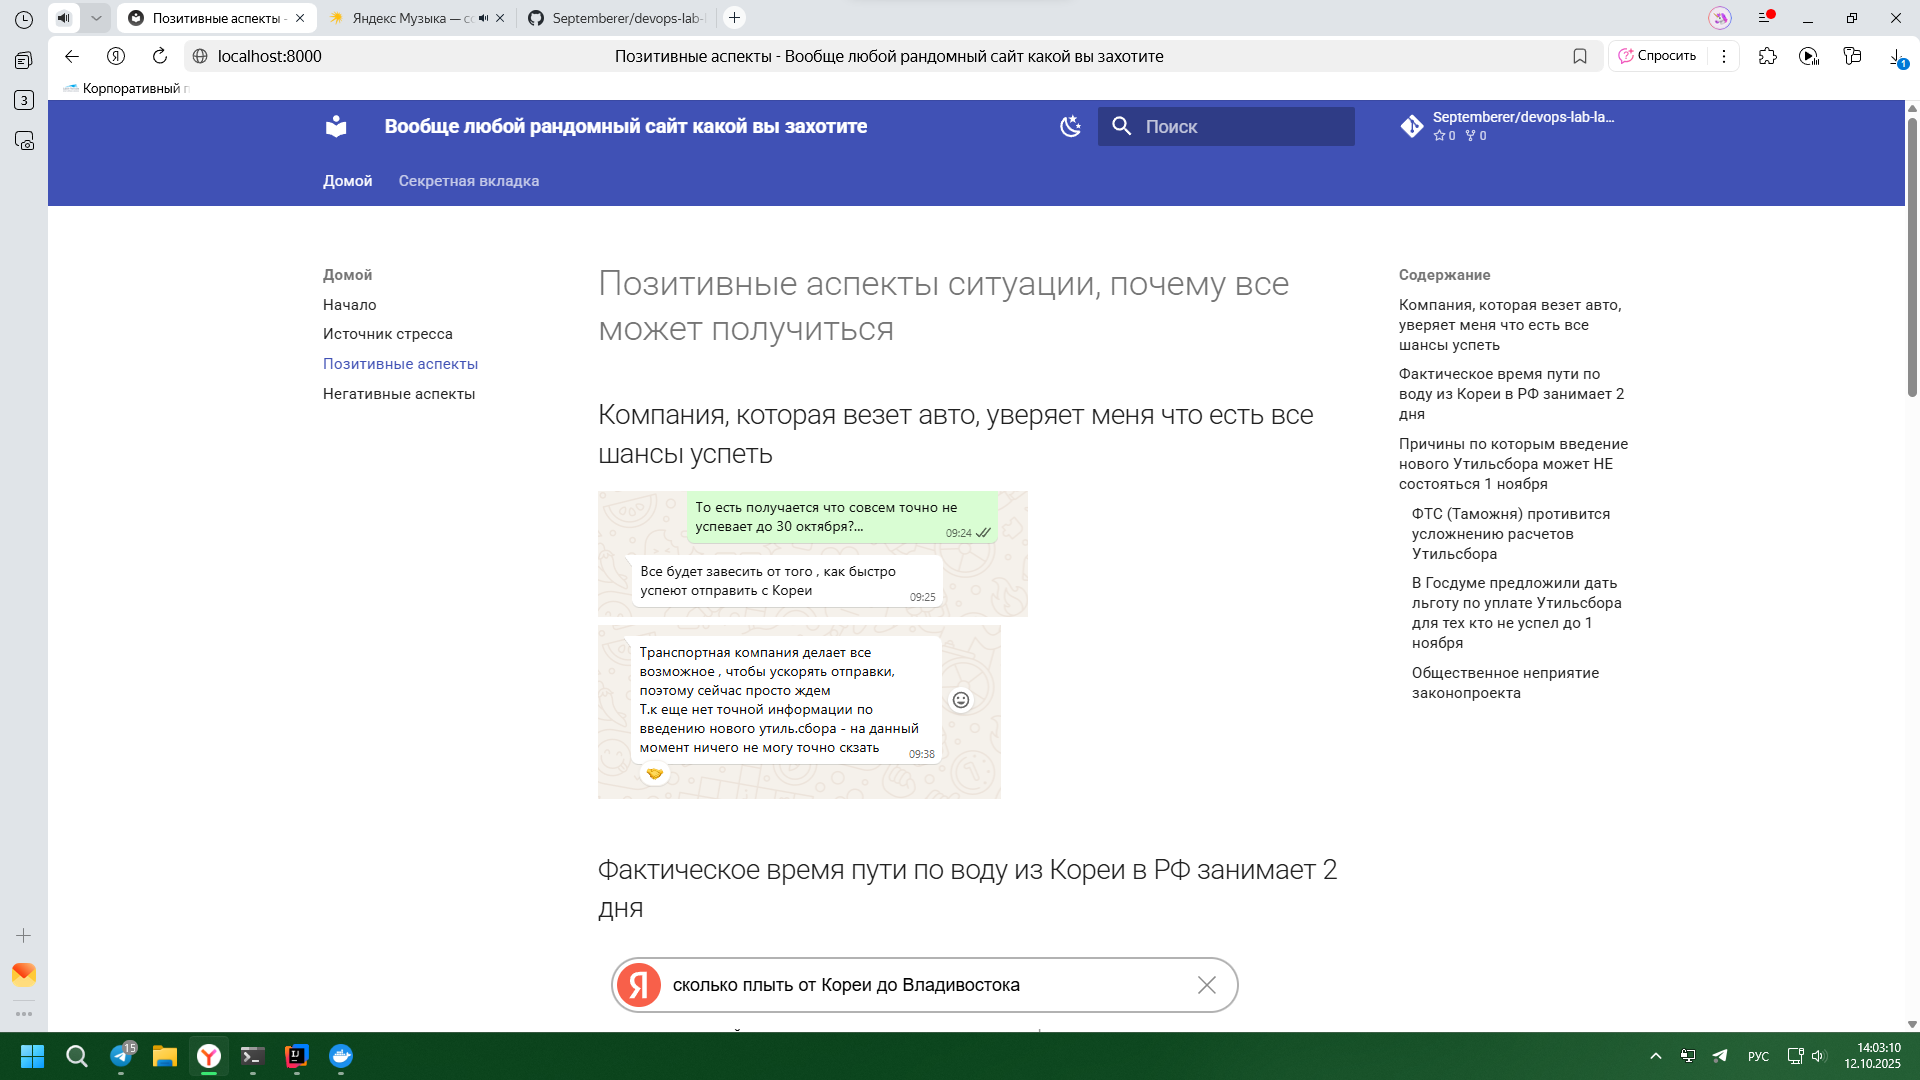 Позитивные аспекты -
Яндекс Музыка — со
Septemberer/devops-lab-
3
localhost:8000
Позитивные аспекты - Вообще любой рандомный сайт какой вы захотите
Спросить
1
Корпоративный п
Вообще любой рандомный сайт какой вы захотите
Поиск
Septemberer/devops-lab-la...
0 0
Домой
Секретная вкладка
Домой
Начало
Источник стресса
Позитивные аспекты
Негативные аспекты
Позитивные аспекты ситуации, почему все
может получиться
Компания, которая везет авто, уверяет меня что есть все
шансы успеть
То есть получается что совсем точно не
успевает до 30 октября?...
09:24
Все будет завесить от того , как быстро
успеют отправить с Кореи
09:25
Транспортная компания делает все
возможное , чтобы ускорять отправки,
поэтому сейчас просто ждем
Т.к еще нет точной информации по
введению нового утиль.сбора - на данный
момент ничего не могу точно скзать
09:38
Фактическое время пути по воду из Кореи в РФ занимает 2
дня
Я
сколько плыть от Кореи до Владивостока
Содержание
Компания, которая везет авто,
уверяет меня что есть все
шансы успеть
Фактическое время пути по
воду из Кореи в РФ занимает 2
дня
Причины по которым введение
нового Утильсбора может НЕ
состояться 1 ноября
ФТС (Таможня) противится
усложнению расчетов
Утильсбора
В Госдуме предложили дать
льготу по уплате Утильсбора
для тех кто не успел до 1
ноября
Общественное неприятие
законопроекта
15
РУС
14:03:10
12.10.2025